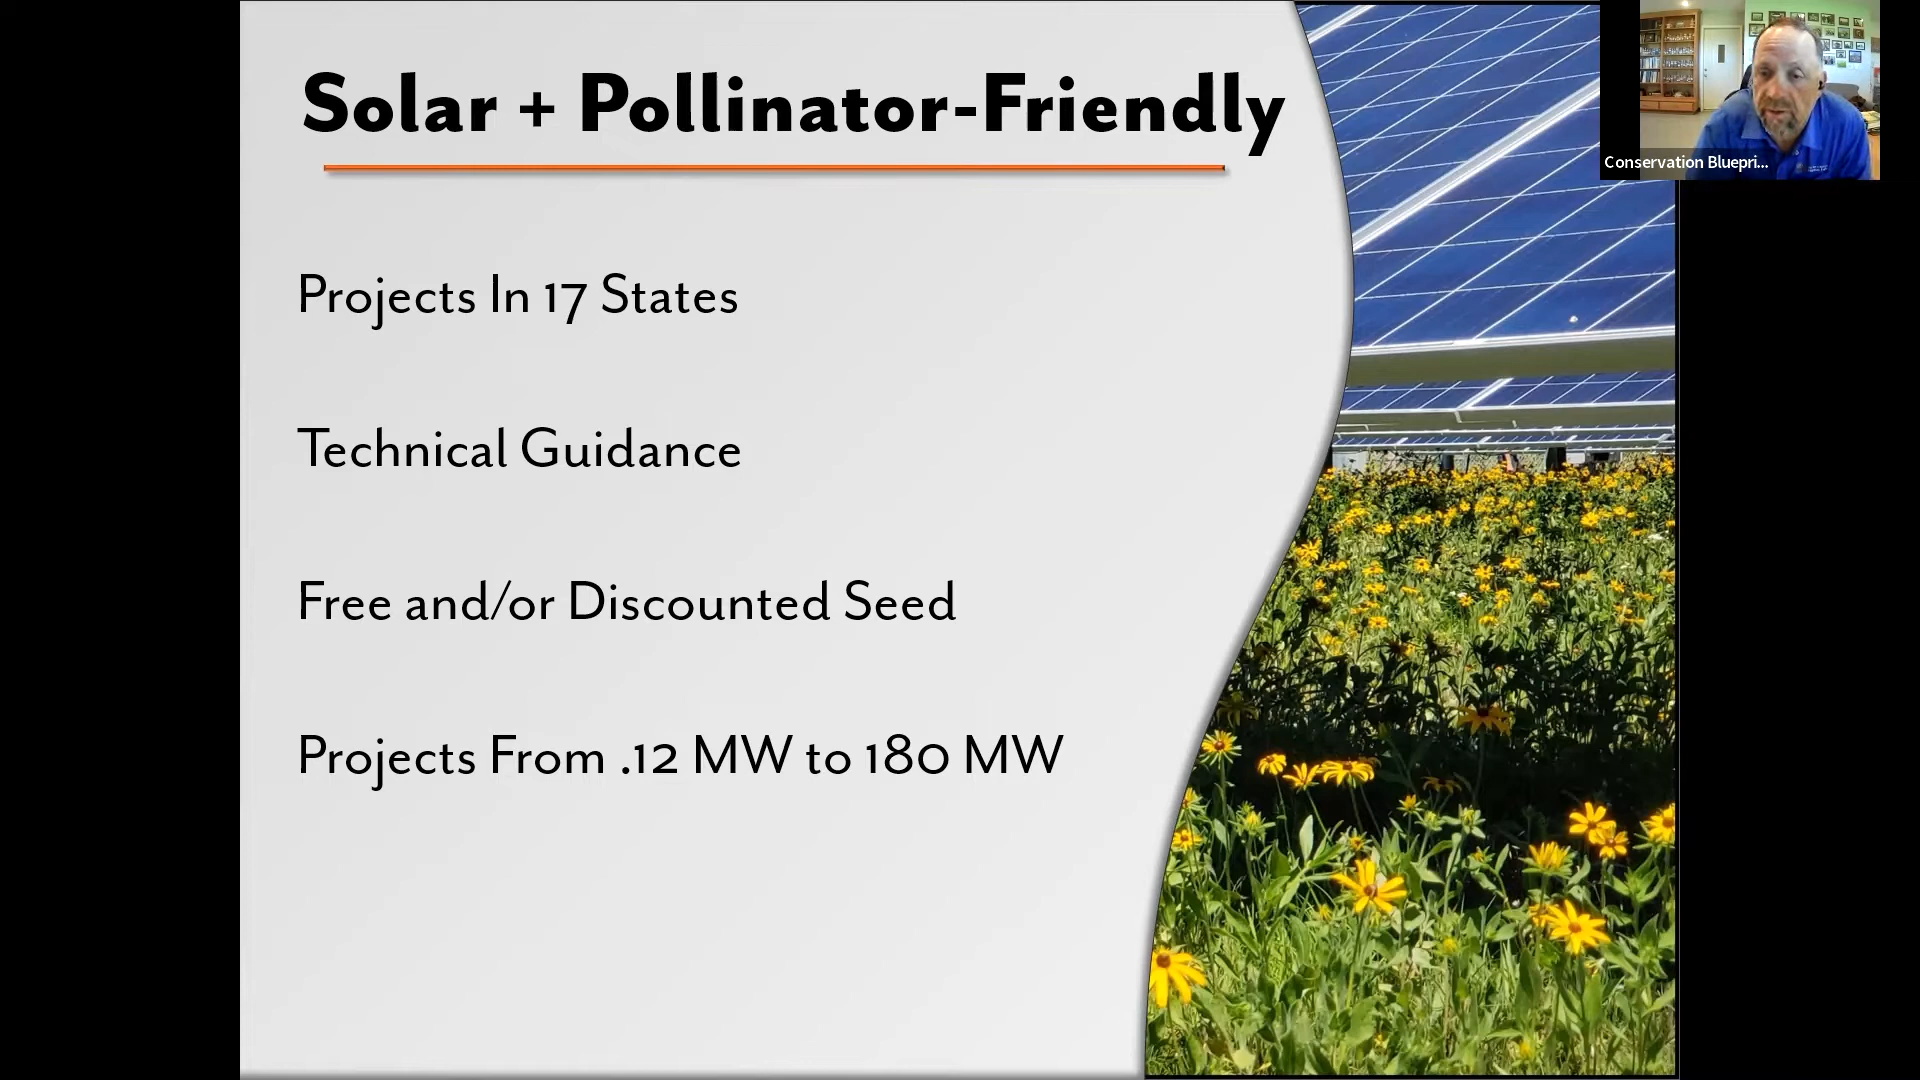 Solar + Pollinator-Friendly
Conservation Bluepri...
Projects In 17 States
Technical Guidance
Free and/or Discounted Seed
Projects From .12 MW to 180 MW